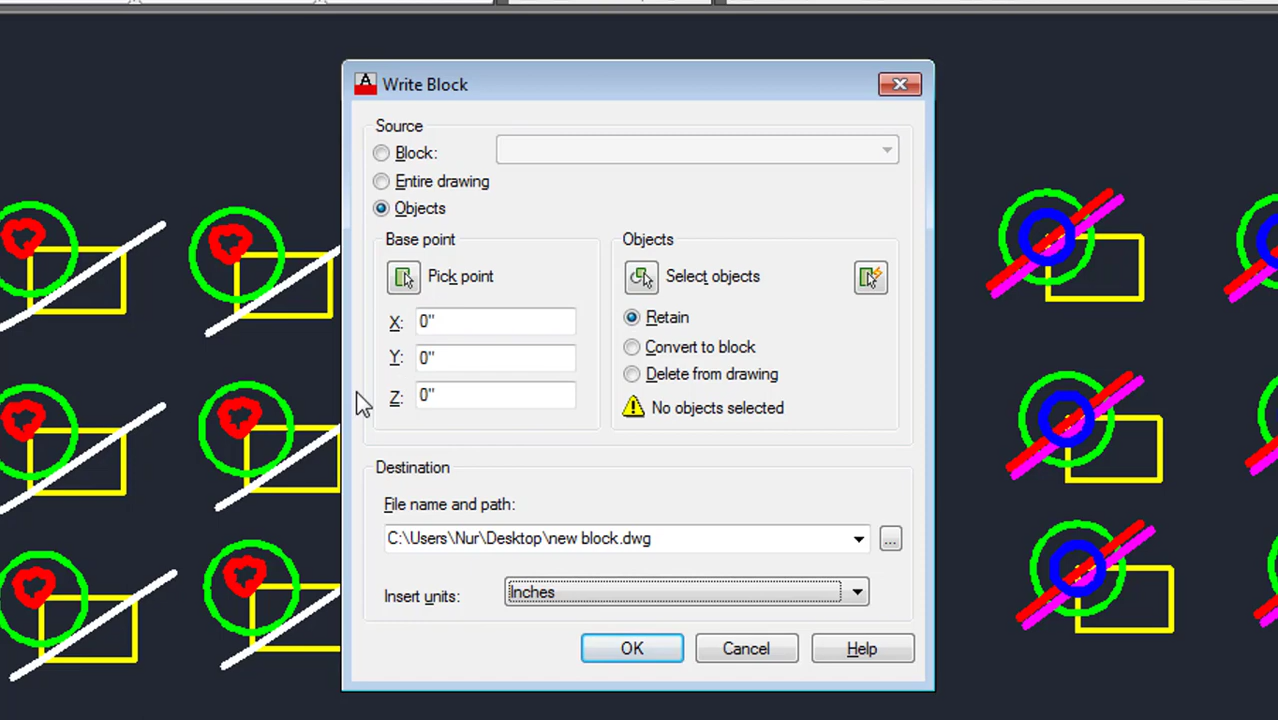 Write Block
Source
Block:
Entire drawing
Objects
Base point
Pick point
X: 0"
Y: 0"
Z: 0"
Objects
Select objects
Retain
Convert to block
Delete from drawing
No objects selected
Destination
File name and path:
C:\Users\Nur\Desktop\new block.dwg
...
Insert units: Inches
OK Cancel Help